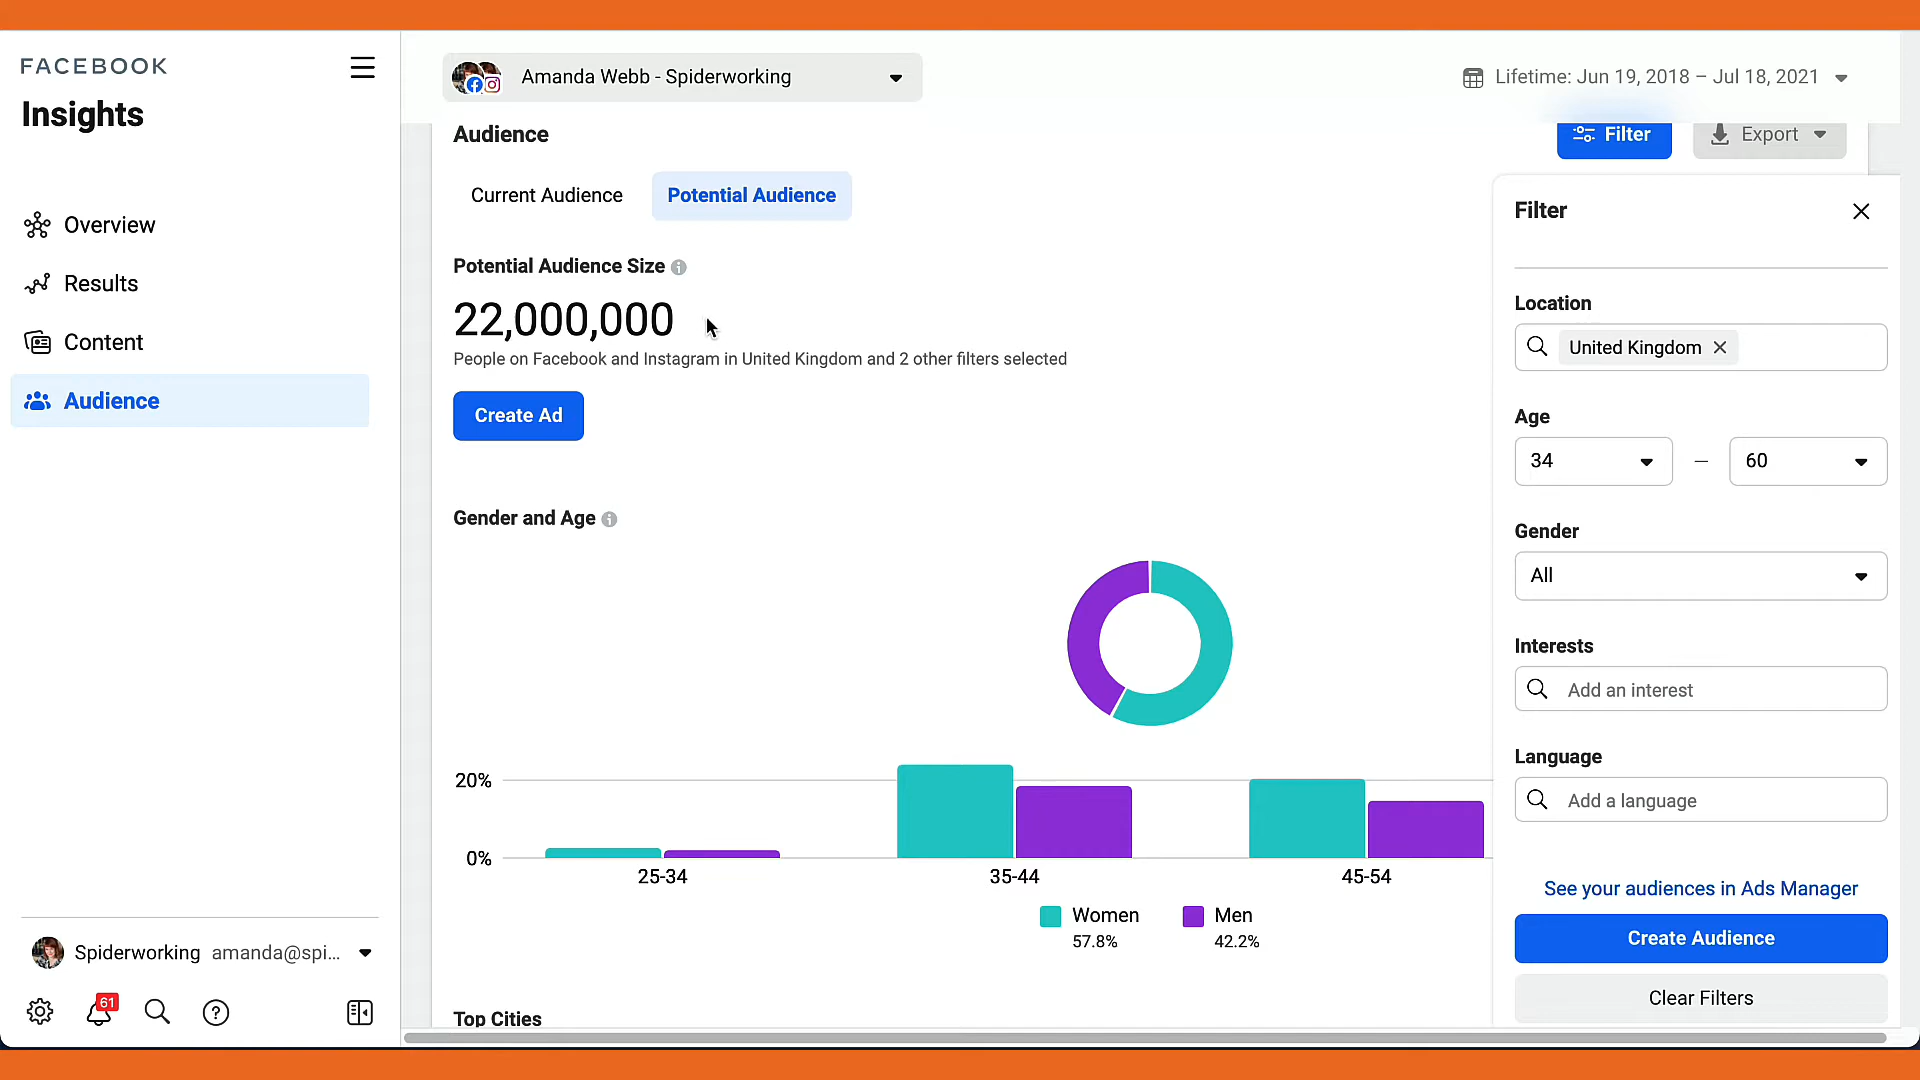 FACEBOOK
Insights
Overview
Results
Content
Audience
Spiderworking amanda@spi...
61
Amanda Webb - Spiderworking
Lifetime: Jun 19, 2018 – Jul 18, 2021
Audience
Filter
Export
Current Audience
Potential Audience
Potential Audience Size
22,000,000
People on Facebook and Instagram in United Kingdom and 2 other filters selected
Create Ad
Gender and Age
20%
0%
25-34
35-44
45-54
Women
57.8%
Men
42.2%
Top Cities
Filter
Location
United Kingdom
Age
34 — 60
Gender
All
Interests
Add an interest
Language
Add a language
See your audiences in Ads Manager
Create Audience
Clear Filters